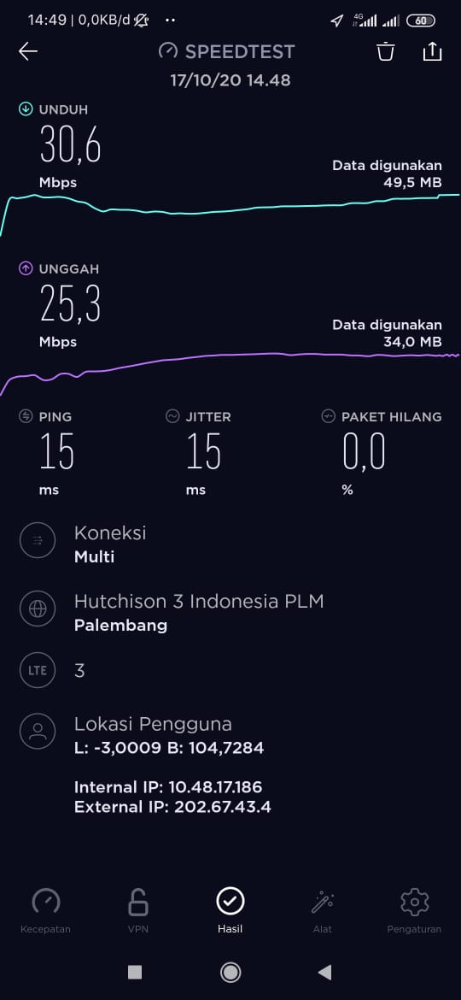 14:49 | 0,0KB/d
4G
60
SPEEDTEST
17/10/20 14.48
UNDUH
30,6
Mbps
Data digunakan
49,5 MB
UNGGAH
25,3
Mbps
Data digunakan
34,0 MB
PING JITTER PAKET HILANG
15 15 0,0
ms ms %
Koneksi
Multi
Hutchison 3 Indonesia PLM
Palembang
LTE 3
Lokasi Pengguna
L: -3,0009 B: 104,7284
Internal IP: 10.48.17.186
External IP: 202.67.43.4
Kecepatan VPN Hasil Alat Pengaturan